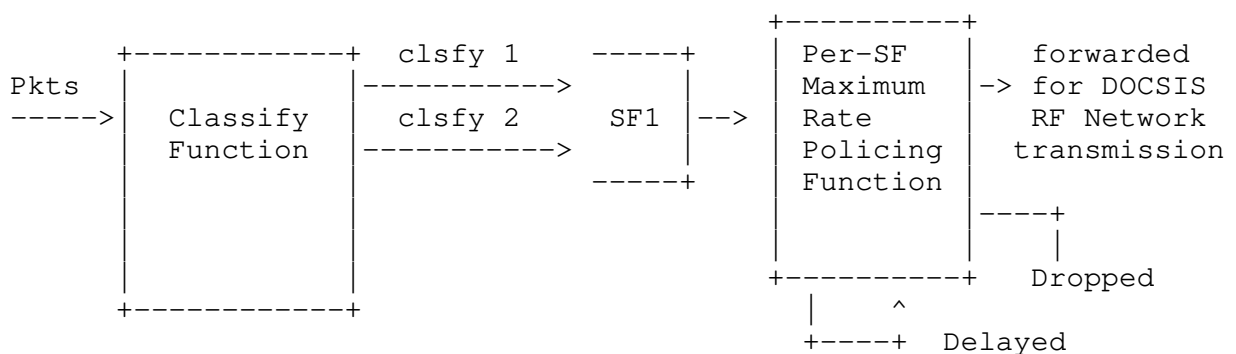 clsfy 1 Per-SF forwarded
Pkts Maximum for DOCSIS
Classify clsfy 2 SF1 Rate RF Network
Function Policing transmission
Function
Dropped
Delayed